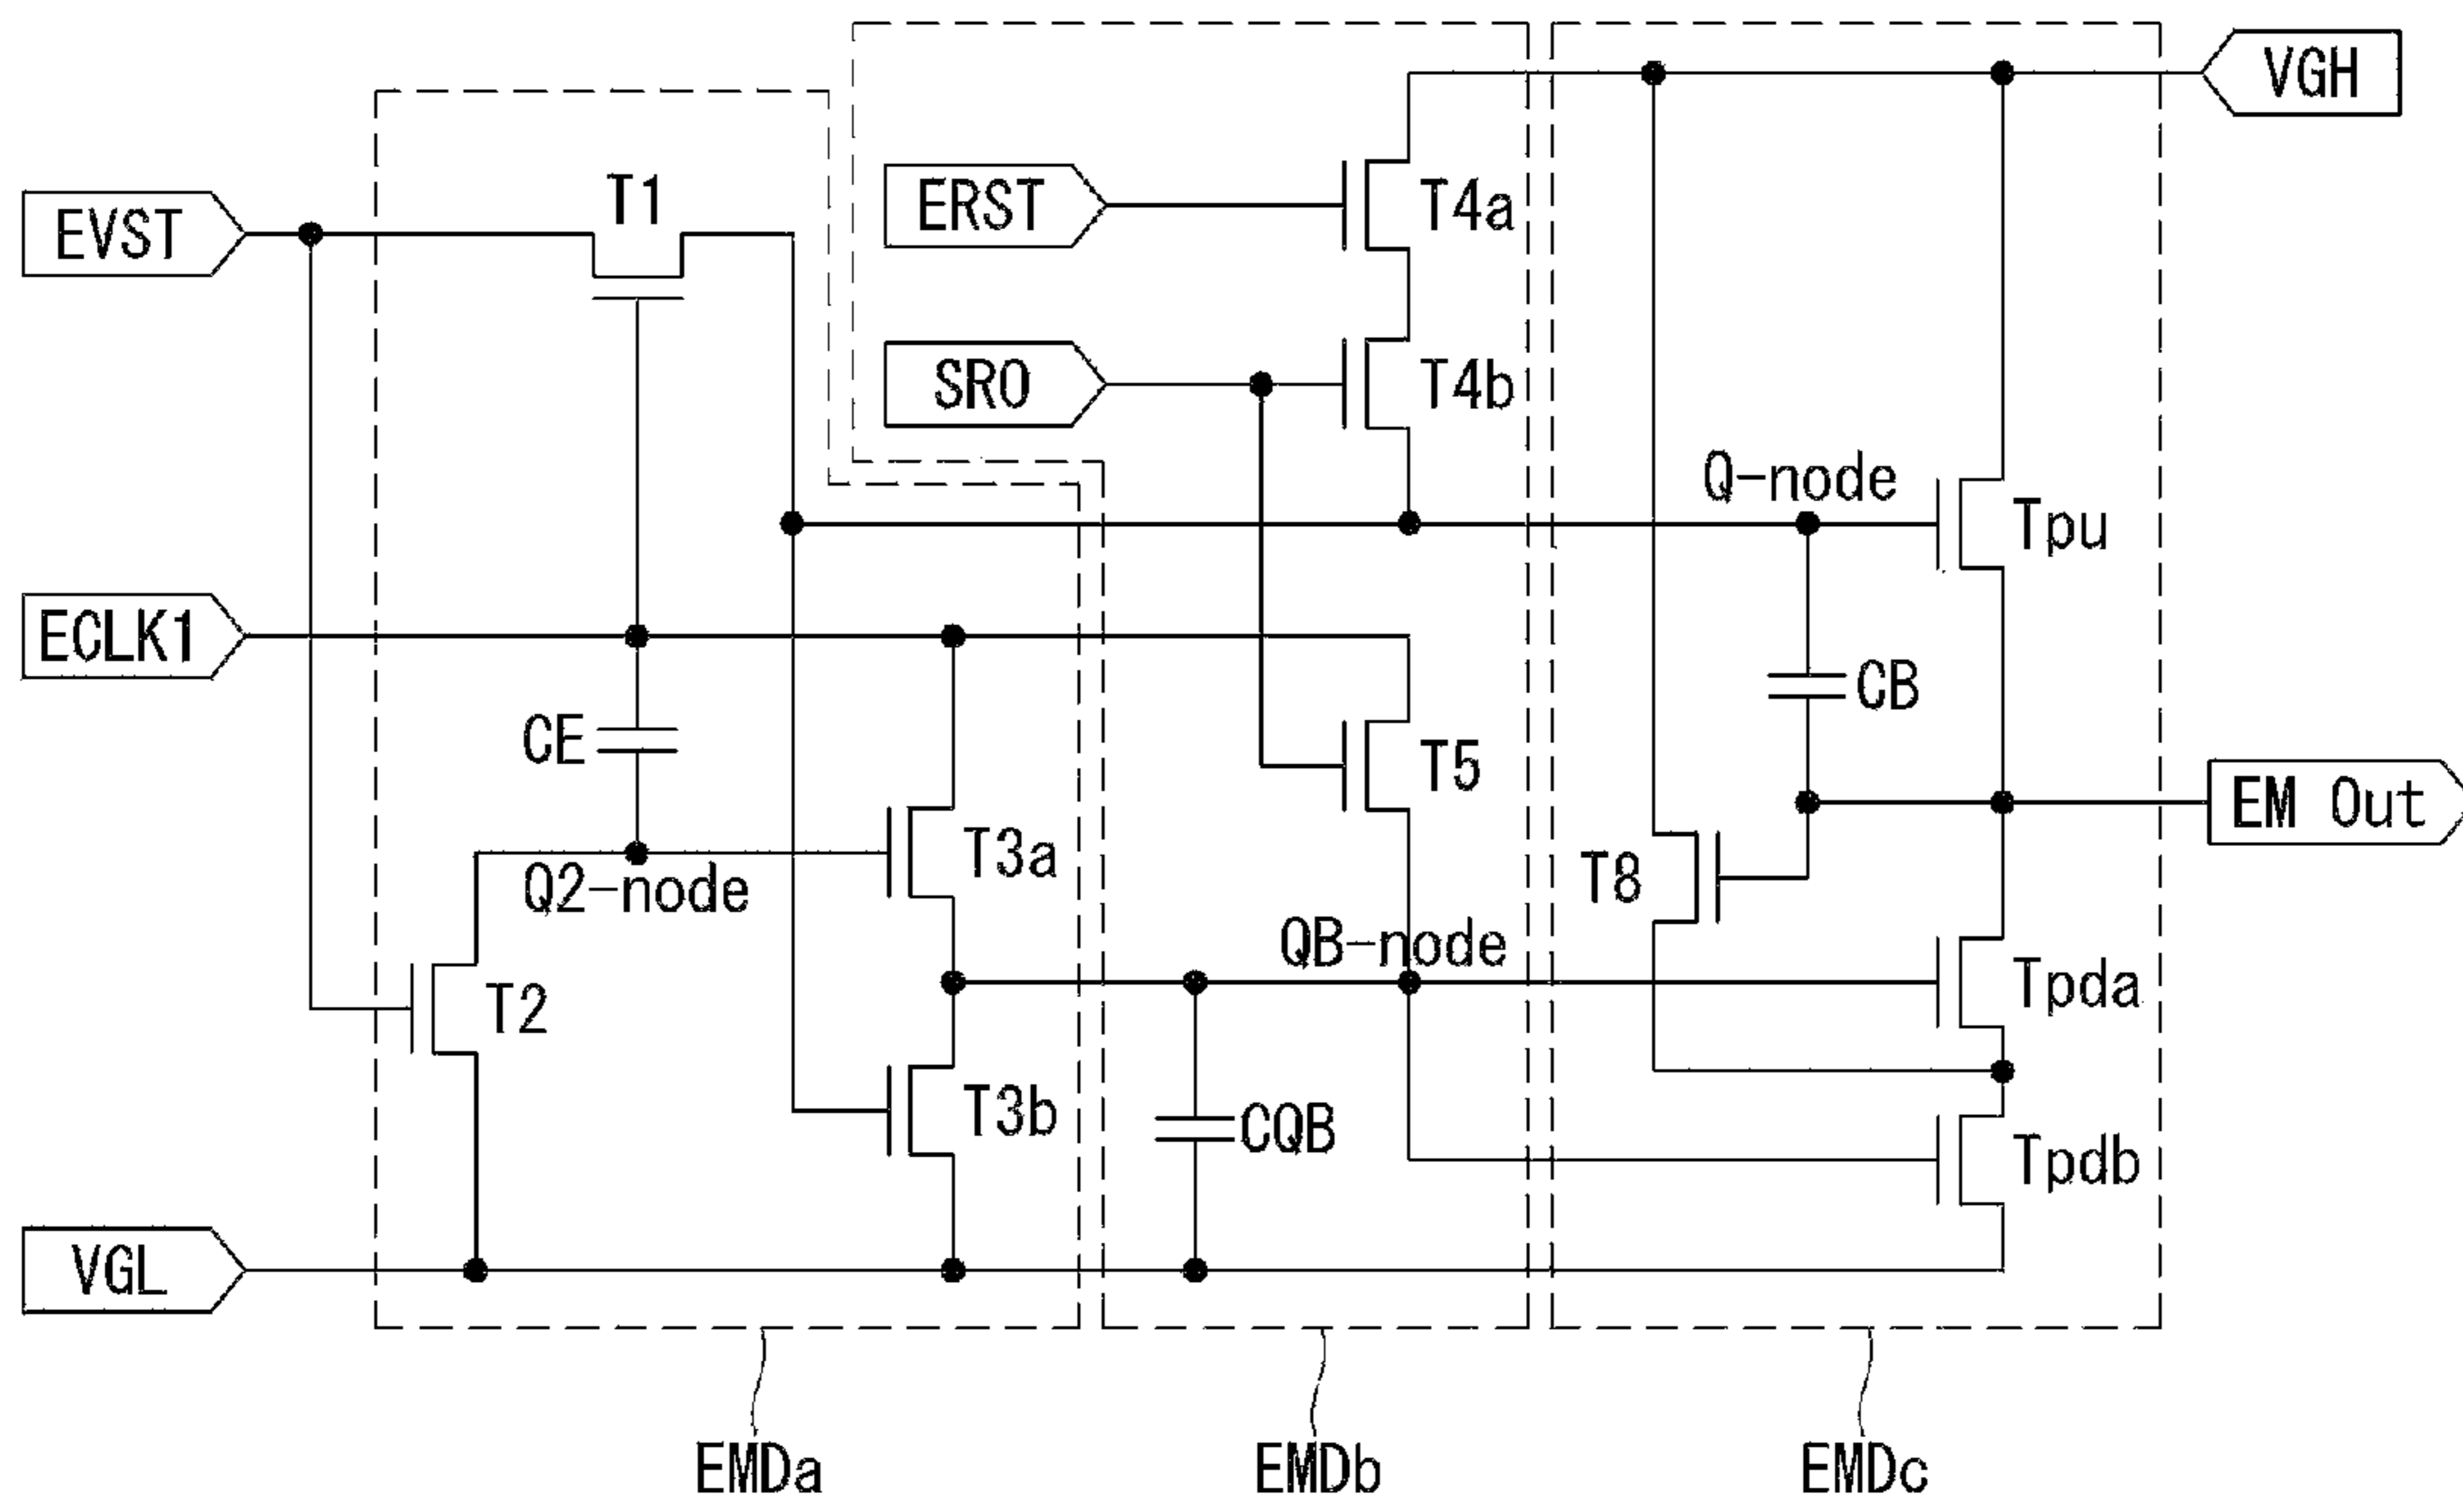 VGH
EVST
T1
ERST
T4a
SRO
T4b
Q-node
Tpu
ECLK1
CE
CB
T5
EM Out
T3a
T8
Q2-node
QB-node
T2
Tpda
T3b
CQB
Tpdb
VGL
EMDa
EMDb
EMDc